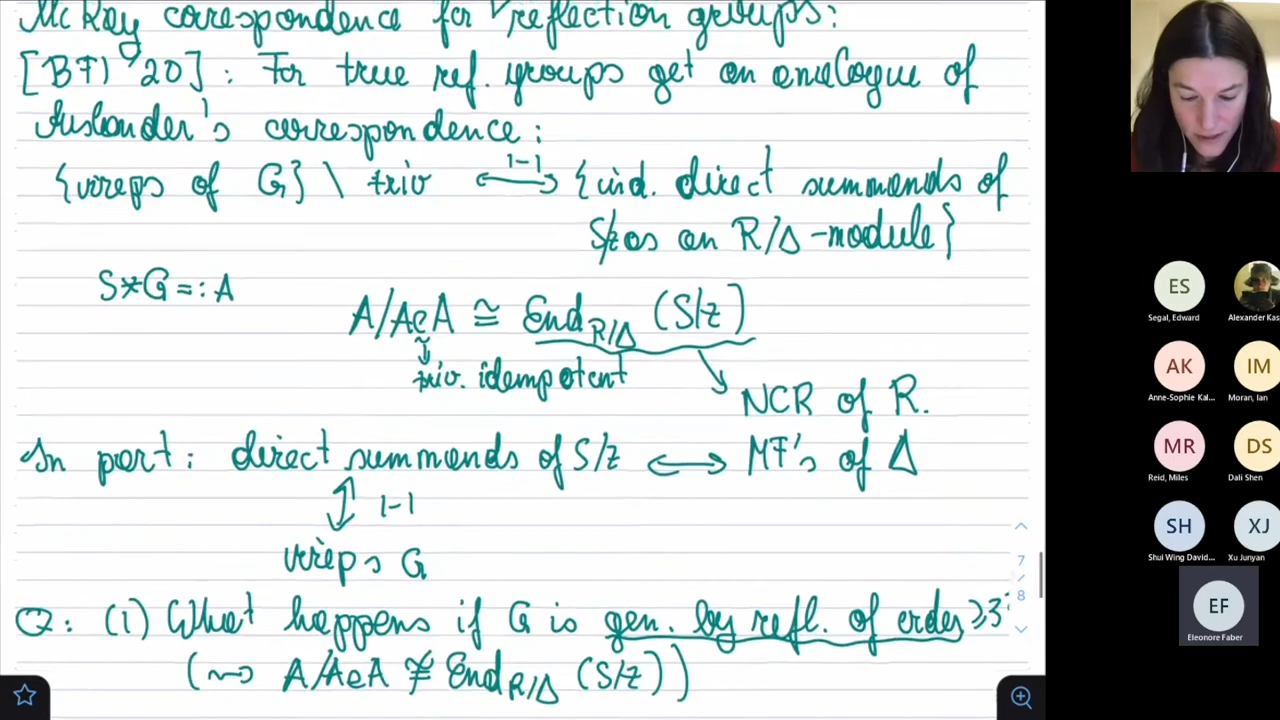 McKay correspondence for reflection groups:
[BFI '20]: For true ref. groups get an analogue of
Auslander's correspondence:
{irreps of G} \ triv ⟷ 1-1 {ind. direct summands of
S/z as an R/Δ-module}
S*G=:A
A/AeA ≅ End_{R/Δ} (S/z)
triv. idempotent
NCR of R.
In part: direct summands of S/z ⟷ MF's of Δ
↕ 1-1
irreps G
Q: (1) What happens if G is gen. by refl. of order ≥3?
(⇝ A/AeA ≇ End_{R/Δ} (S/z))
7
/
8
ES
Segal, Edward
Alexander Kas
AK
Anne-Sophie Kal...
IM
Moran, Ian
MR
Reid, Miles
DS
Dali Shen
SH
Shui Wing David...
XJ
Xu Junyan
EF
Eleonore Faber